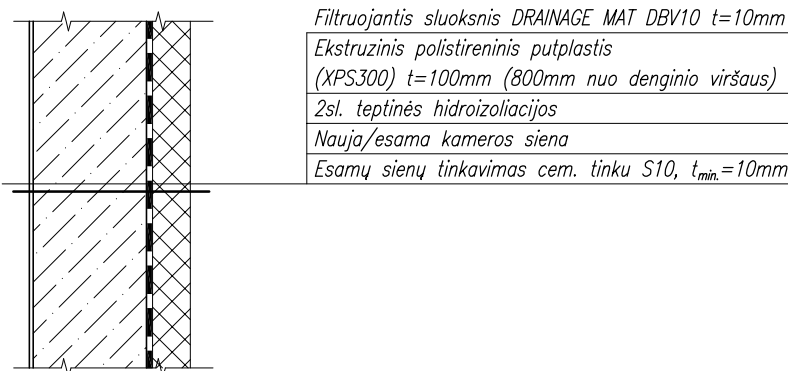 Filtruojantis sluoksnis DRAINAGE MAT DBV10 t=10mm
Ekstruzinis polistireninis putplastis
(XPS300) t=100mm (800mm nuo denginio viršaus)
2sl. teptinės hidroizoliacijos
Nauja/esama kameros siena
Esamų sienų tinkavimas cem. tinku S10, tmin.=10mm